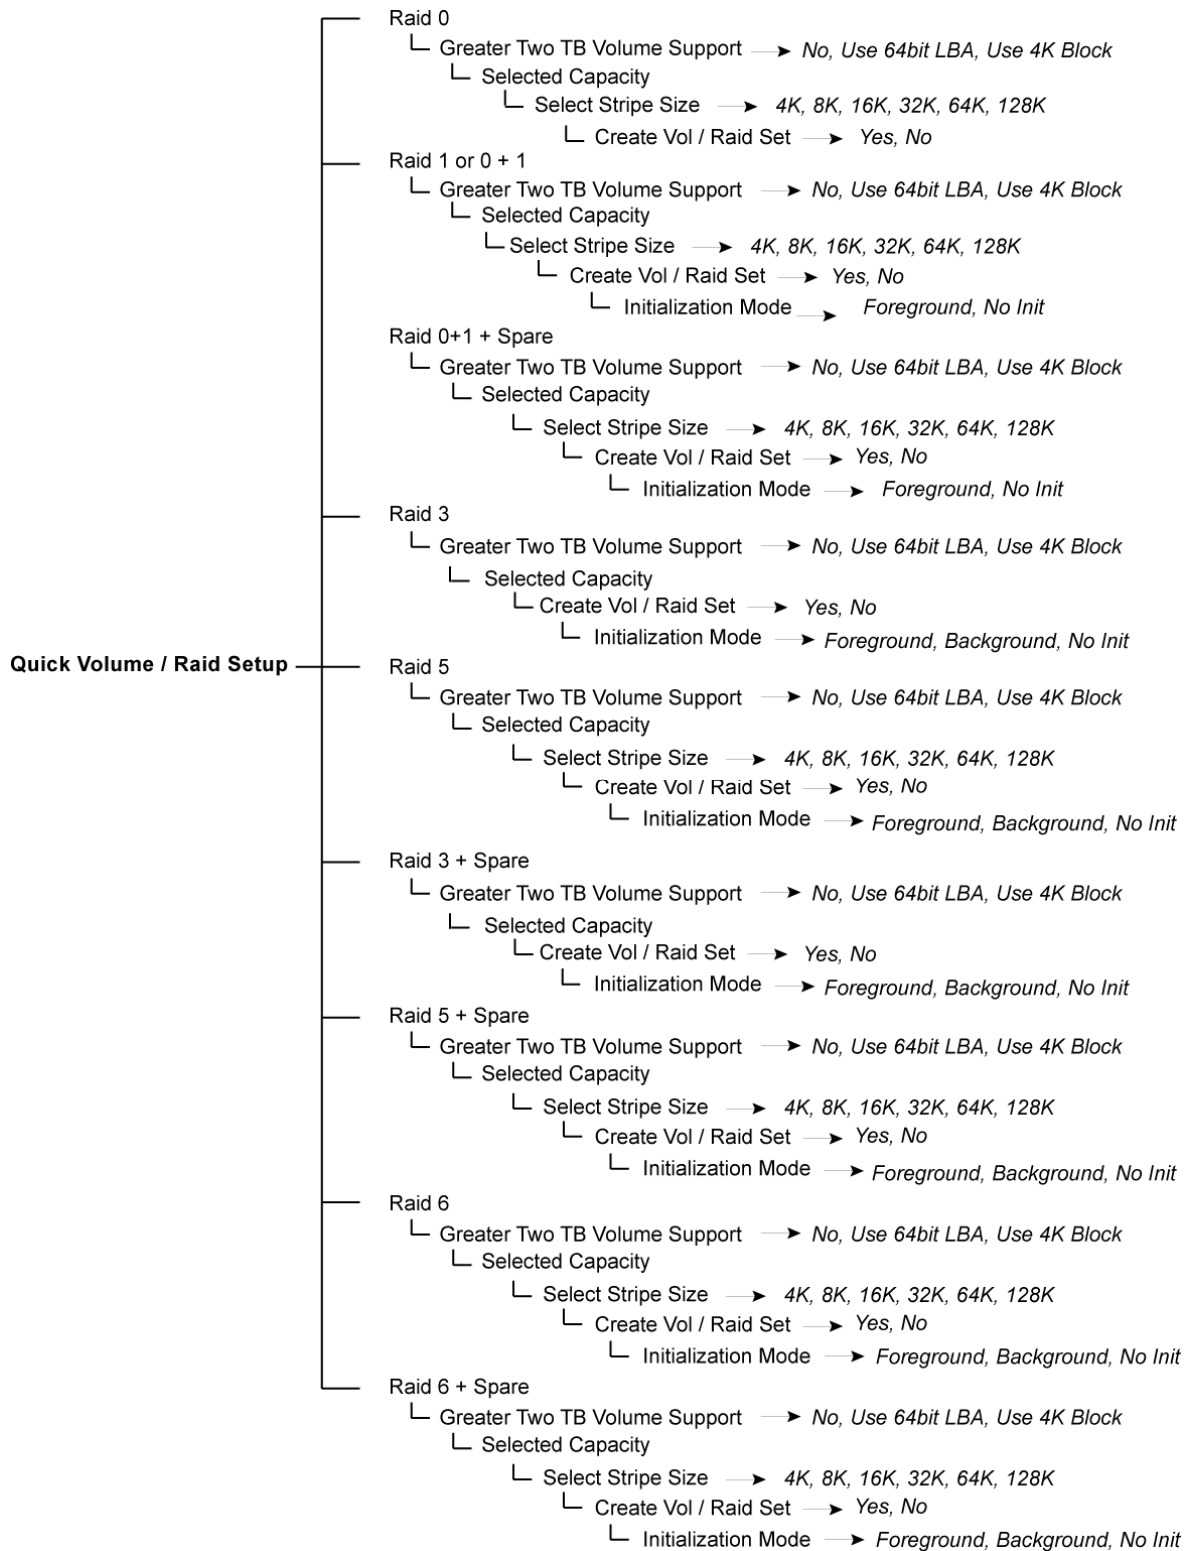 Raid 0
Greater Two TB Volume Support No, Use 64bit LBA, Use 4K Block
Selected Capacity
Select Stripe Size 4K, 8K, 16K, 32K, 64K, 128K
Create Vol / Raid Set Yes, No
Raid 1 or 0 + 1
Greater Two TB Volume Support No, Use 64bit LBA, Use 4K Block
Selected Capacity
Select Stripe Size 4K, 8K, 16K, 32K, 64K, 128K
Create Vol / Raid Set Yes, No
Initialization Mode Foreground, No Init
Raid 0+1 + Spare
Greater Two TB Volume Support No, Use 64bit LBA, Use 4K Block
Selected Capacity
Select Stripe Size 4K, 8K, 16K, 32K, 64K, 128K
Create Vol / Raid Set Yes, No
Initialization Mode Foreground, No Init
Raid 3
Greater Two TB Volume Support No, Use 64bit LBA, Use 4K Block
Selected Capacity
Create Vol / Raid Set Yes, No
Initialization Mode Foreground, Background, No Init
Quick Volume / Raid Setup
Raid 5
Greater Two TB Volume Support No, Use 64bit LBA, Use 4K Block
Selected Capacity
Select Stripe Size 4K, 8K, 16K, 32K, 64K, 128K
Create Vol / Raid Set Yes, No
Initialization Mode Foreground, Background, No Init
Raid 3 + Spare
Greater Two TB Volume Support No, Use 64bit LBA, Use 4K Block
Selected Capacity
Create Vol / Raid Set Yes, No
Initialization Mode Foreground, Background, No Init
Raid 5 + Spare
Greater Two TB Volume Support No, Use 64bit LBA, Use 4K Block
Selected Capacity
Select Stripe Size 4K, 8K, 16K, 32K, 64K, 128K
Create Vol / Raid Set Yes, No
Initialization Mode Foreground, Background, No Init
Raid 6
Greater Two TB Volume Support No, Use 64bit LBA, Use 4K Block
Selected Capacity
Select Stripe Size 4K, 8K, 16K, 32K, 64K, 128K
Create Vol / Raid Set Yes, No
Initialization Mode Foreground, Background, No Init
Raid 6 + Spare
Greater Two TB Volume Support No, Use 64bit LBA, Use 4K Block
Selected Capacity
Select Stripe Size 4K, 8K, 16K, 32K, 64K, 128K
Create Vol / Raid Set Yes, No
Initialization Mode Foreground, Background, No Init